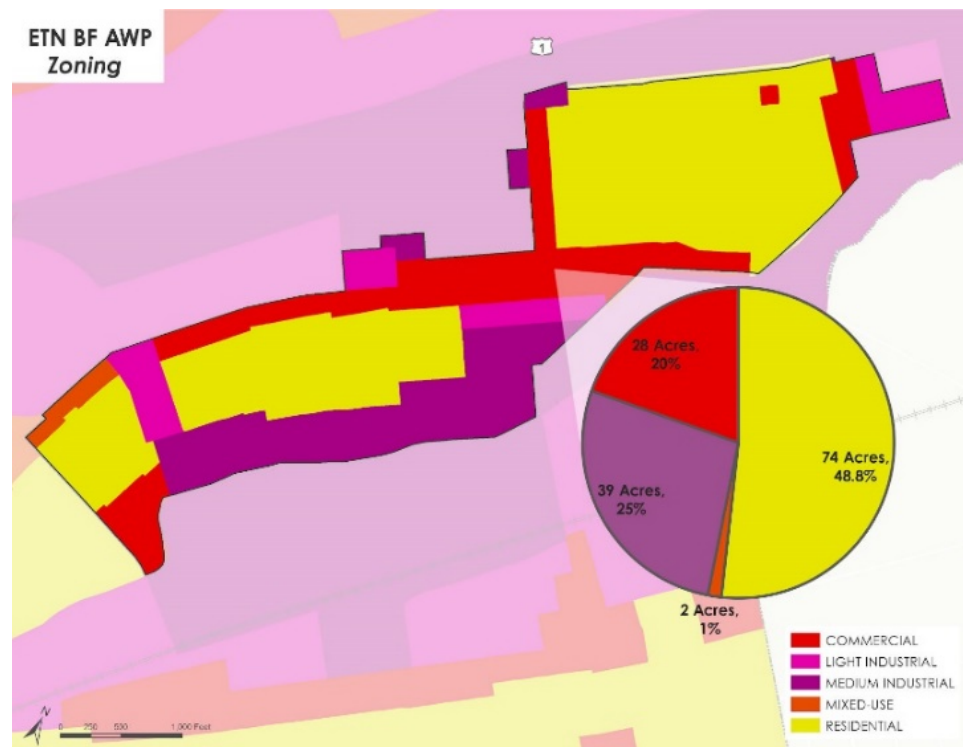 ETN BF AWP
Zoning
1
28 Acres,
20%
74 Acres,
48.8%
39 Acres,
25%
2 Acres,
1%
COMMERCIAL
LIGHT INDUSTRIAL
MEDIUM INDUSTRIAL
MIXED-USE
RESIDENTIAL
N
0 250 500 1,000 Feet